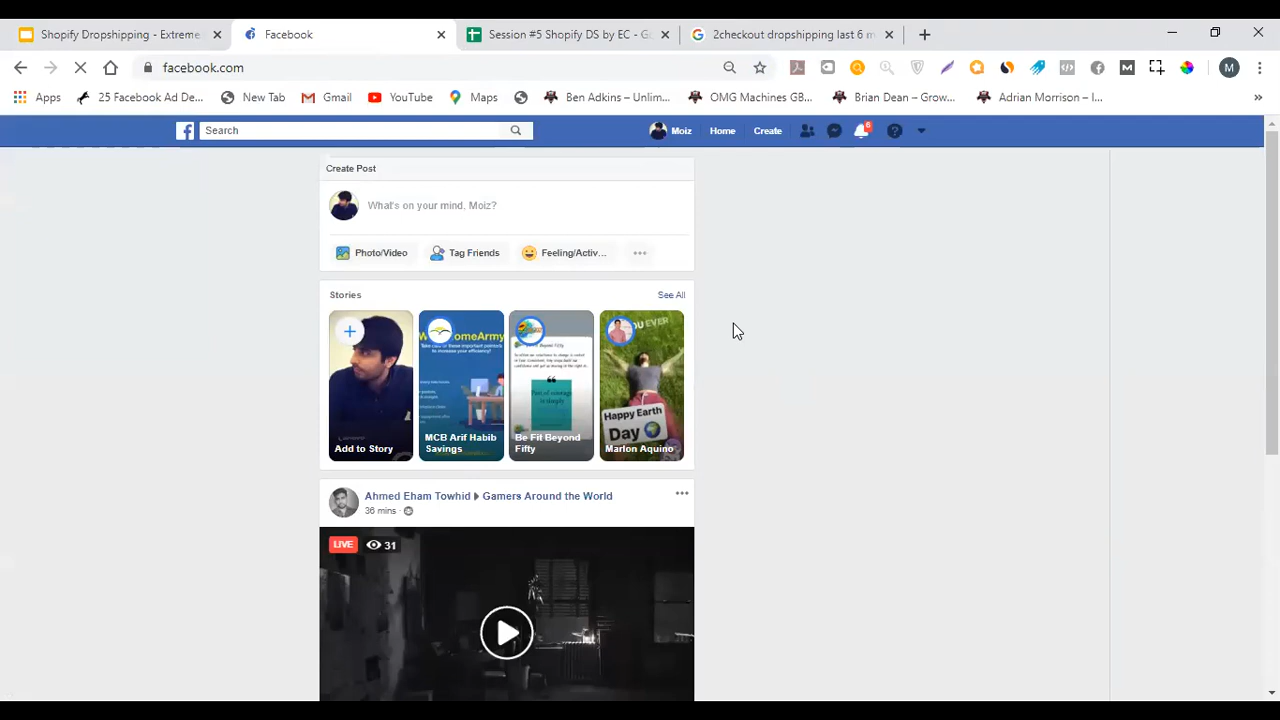 Shopify Dropshipping - Extreme
Facebook
Session #5 Shopify DS by EC - Go
2checkout dropshipping last 6 m
facebook.com
M
M
Apps
25 Facebook Ad De...
New Tab
Gmail
YouTube
Maps
Ben Adkins – Unlim...
OMG Machines GB...
Brian Dean – Grow...
Adrian Morrison – I...
»
Search
Moiz
Home
Create
6
Create Post
What's on your mind, Moiz?
Photo/Video
Tag Friends
Feeling/Activ...
Stories
See All
YOU EVER
Happy Earth
Day
Add to Story
MCB Arif Habib
Savings
Be Fit Beyond
Fifty
Marlon Aquino
Ahmed Eham Towhid
Gamers Around the World
36 mins ·
LIVE
31